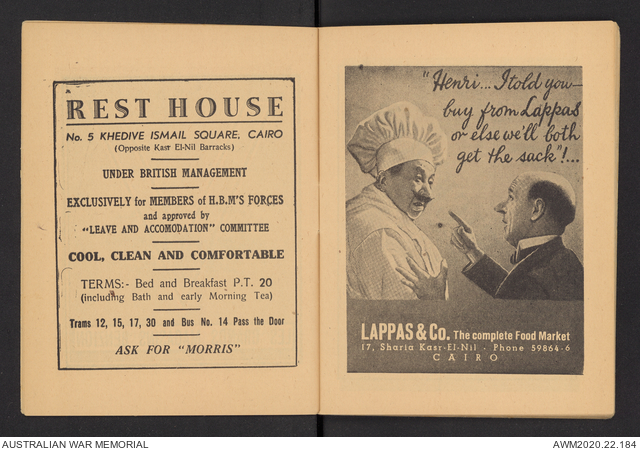 REST HOUSE
No. 5 KHEDIVE ISMAIL SQUARE, CAIRO
(Opposite Kasr El-Nil Barracks)
UNDER BRITISH MANAGEMENT
EXCLUSIVELY for MEMBERS of H.B.M'S FORCES
and approved by
"LEAVE AND ACCOMODATION" COMMITTEE
COOL, CLEAN AND COMFORTABLE
TERMS:- Bed and Breakfast P.T. 20
(including Bath and early Morning Tea)
Trams 12, 15, 17, 30 and Bus No. 14 Pass the Door
ASK FOR "MORRIS"
"Henri... I told you—
buy from Lappas
or else we'll both
get the sack"!...
LAPPAS & Co. The complete Food Market
17, Sharia Kasr-El-Nil - Phone 59864-6
CAIRO
AUSTRALIAN WAR MEMORIAL
AWM2020.22.184